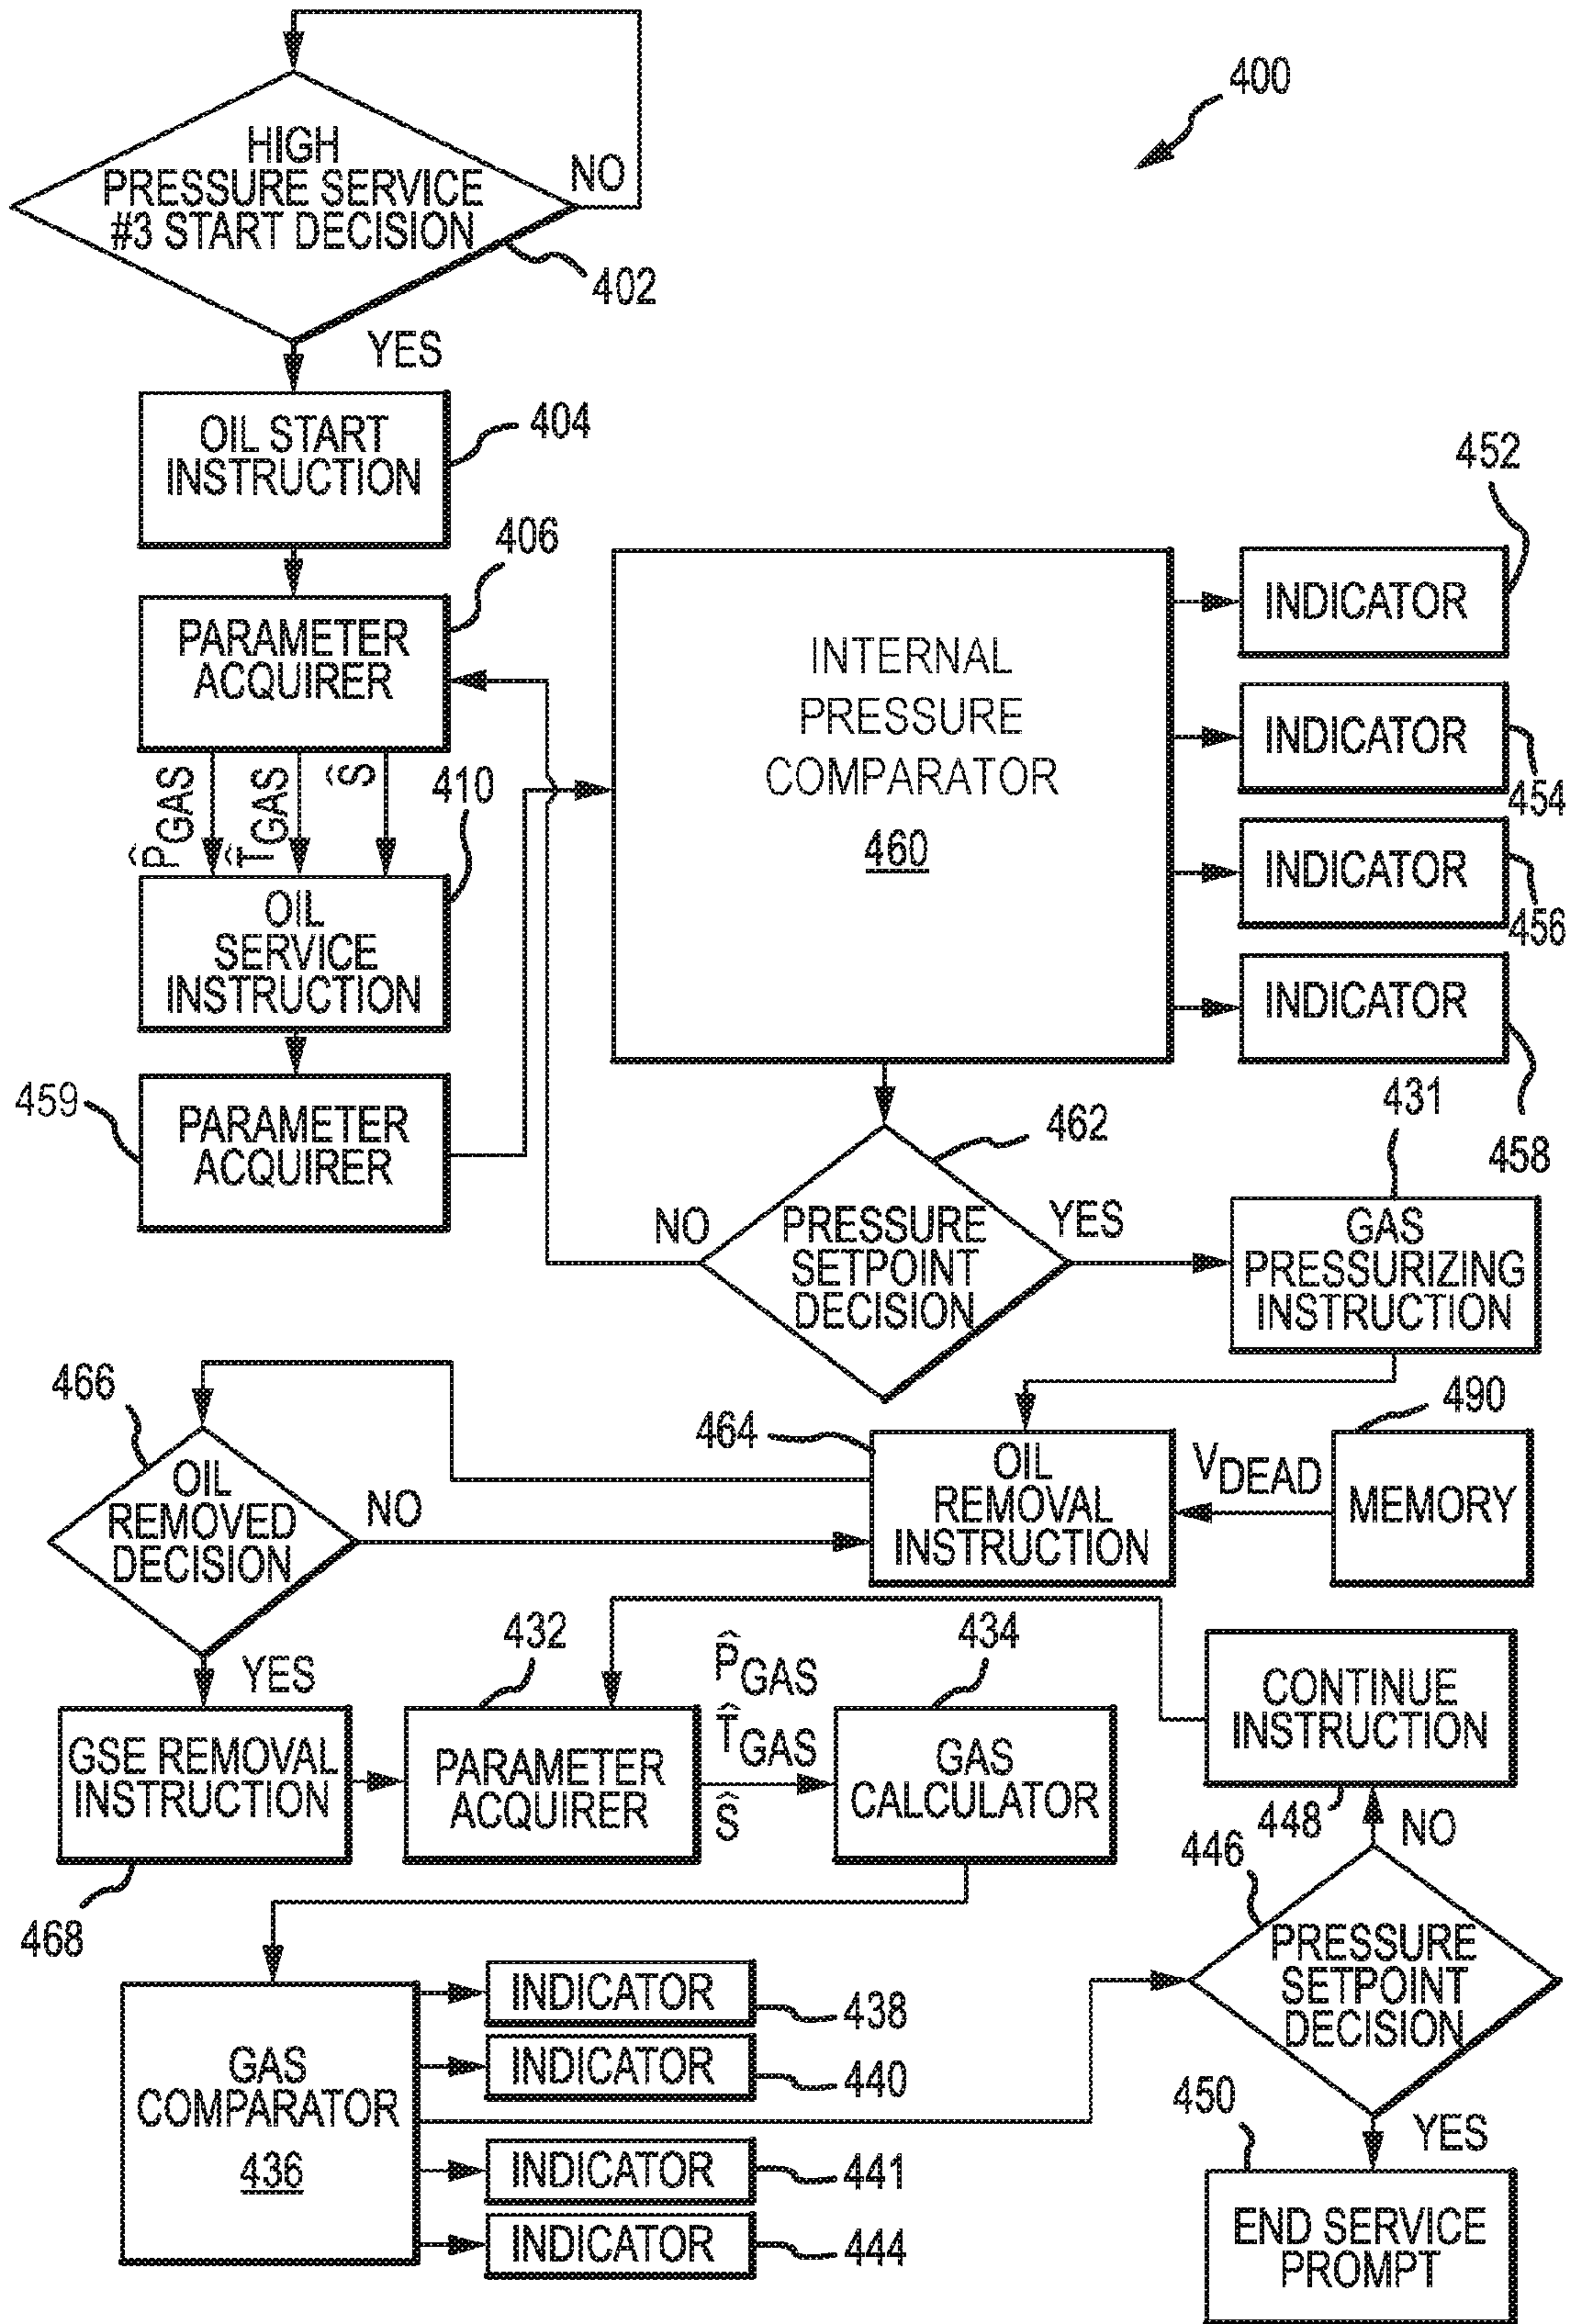 400
HIGH
PRESSURE SERVICE
#3 START DECISION
NO
402
YES
OIL START
INSTRUCTION
404
PARAMETER
ACQUIRER
406
P̂GAS
T̂GAS
Ŝ
410
OIL
SERVICE
INSTRUCTION
459
PARAMETER
ACQUIRER
INTERNAL
PRESSURE
COMPARATOR
460
INDICATOR
452
INDICATOR
454
INDICATOR
456
INDICATOR
458
462
PRESSURE
SETPOINT
DECISION
NO
YES
431
GAS
PRESSURIZING
INSTRUCTION
466
OIL
REMOVED
DECISION
NO
YES
464
OIL
REMOVAL
INSTRUCTION
VDEAD
490
MEMORY
GSE REMOVAL
INSTRUCTION
468
432
PARAMETER
ACQUIRER
P̂GAS
T̂GAS
Ŝ
434
GAS
CALCULATOR
CONTINUE
INSTRUCTION
448
NO
446
PRESSURE
SETPOINT
DECISION
YES
450
END SERVICE
PROMPT
GAS
COMPARATOR
436
INDICATOR
438
INDICATOR
440
INDICATOR
441
INDICATOR
444